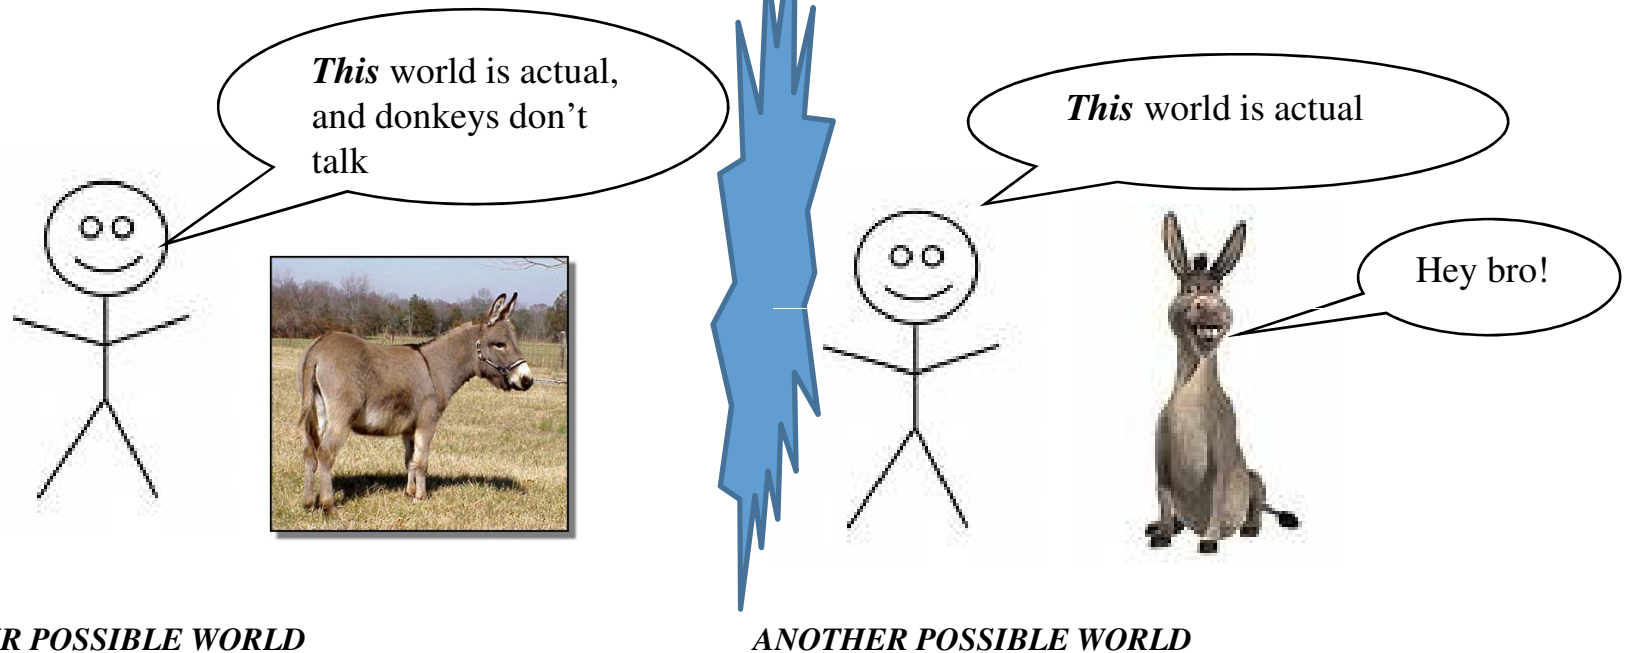 This world is actual,
and donkeys don't
talk
This world is actual
Hey bro!
R POSSIBLE WORLD
ANOTHER POSSIBLE WORLD